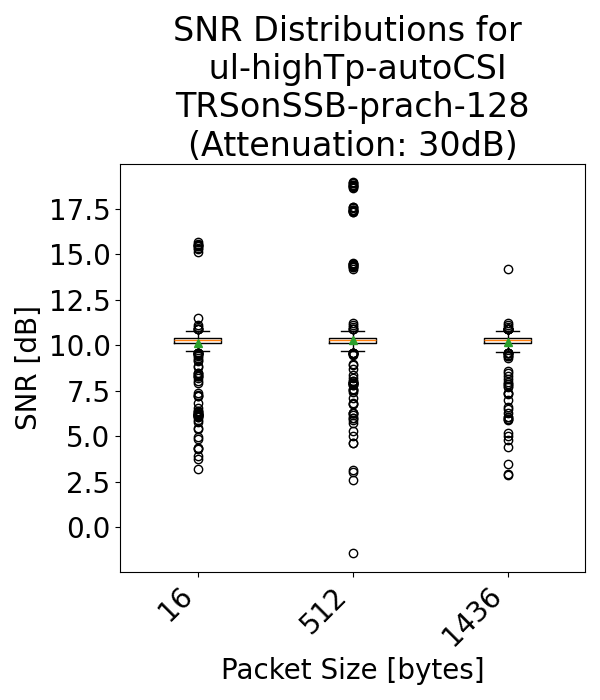 SNR Distributions for
ul-highTp-autoCSI
TRSonSSB-prach-128
(Attenuation: 30dB)
17.5
15.0
12.5
10.0
7.5
5.0
2.5
0.0
SNR [dB]
16
512
1436
Packet Size [bytes]